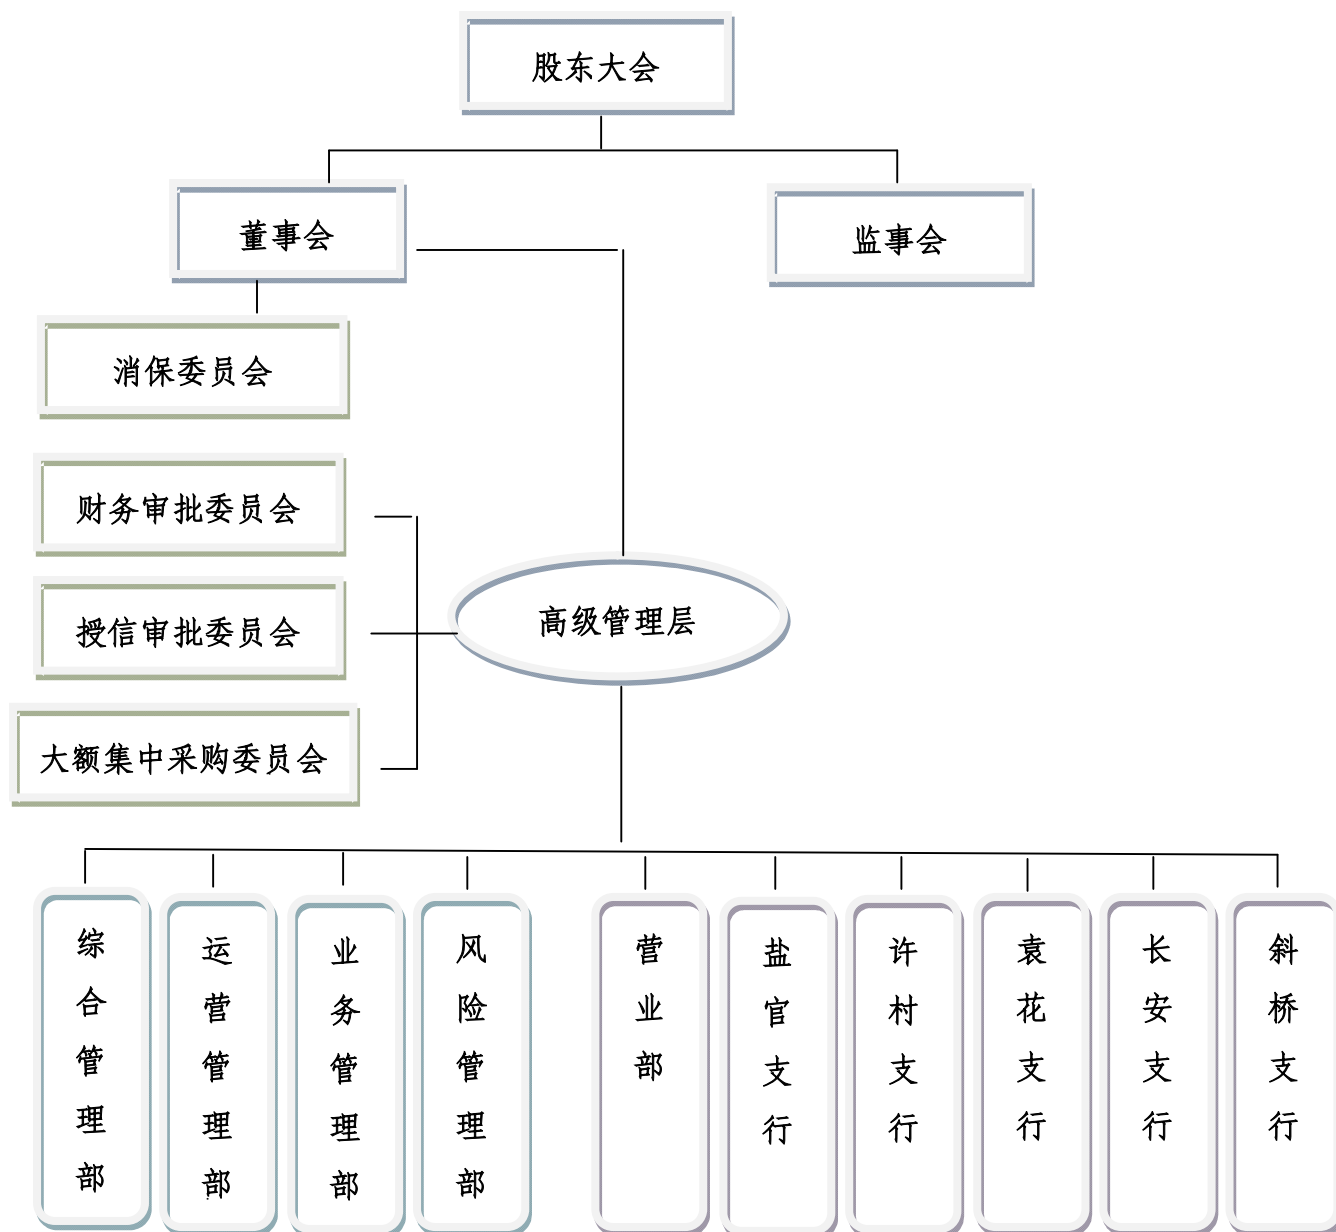 股东大会
董事会
监事会
消保委员会
财务审批委员会
授信审批委员会
高级管理层
大额集中采购委员会
综合管理部
运营管理部
业务管理部
风险管理部
营业部
盐官支行
许村支行
袁花支行
长安支行
斜桥支行